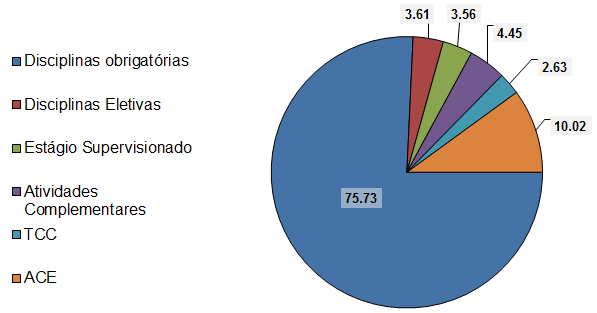 3.61
3.56
4.45
2.63
10.02
75.73
Disciplinas obrigatórias
Disciplinas Eletivas
Estágio Supervisionado
Atividades
Complementares
TCC
ACE